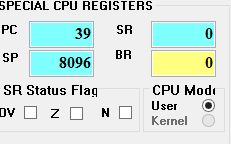 SPECIAL CPU REGISTERS
PC 39 SR 0
SP 8096 BR 0
SR Status Flag CPU Mode
OV Z N User
Kernel